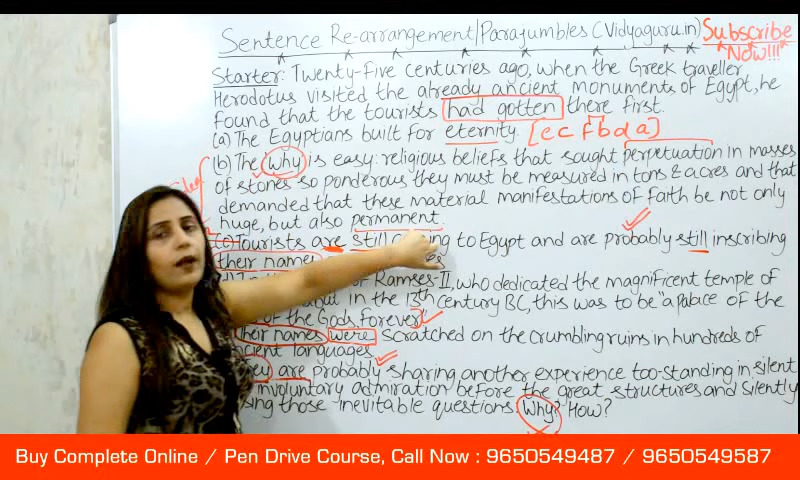 Sentence Re-arrangement/Parajumbles (Vidyaguru.in) Subscribe
Now!!!
Starter: Twenty-Five centuries ago, when the Greek traveller
Herodotus visited the already ancient monuments of Egypt, he
found that the tourists had gotten there first.
(a) The Egyptians built for eternity. [e c f b d a]
(b) The why is easy: religious beliefs that sought perpetuation in masses
of stones so ponderous they must be measured in tons & acres and that
demanded that these material manifestations of faith be not only
huge, but also permanent.
(c) Tourists are still coming to Egypt and are probably still inscribing
their names
of Ramses-II, who dedicated the magnificent temple of
in the 13th century BC, this was to be "a palace of the
of the Gods, Forever"
their names were scratched on the crumbling ruins in hundreds of
languages
They are probably sharing another experience too-standing in silent
involuntary admiration before the great structures and silently
those inevitable questions: Why? How?
Buy Complete Online / Pen Drive Course, Call Now : 9650549487 / 9650549587